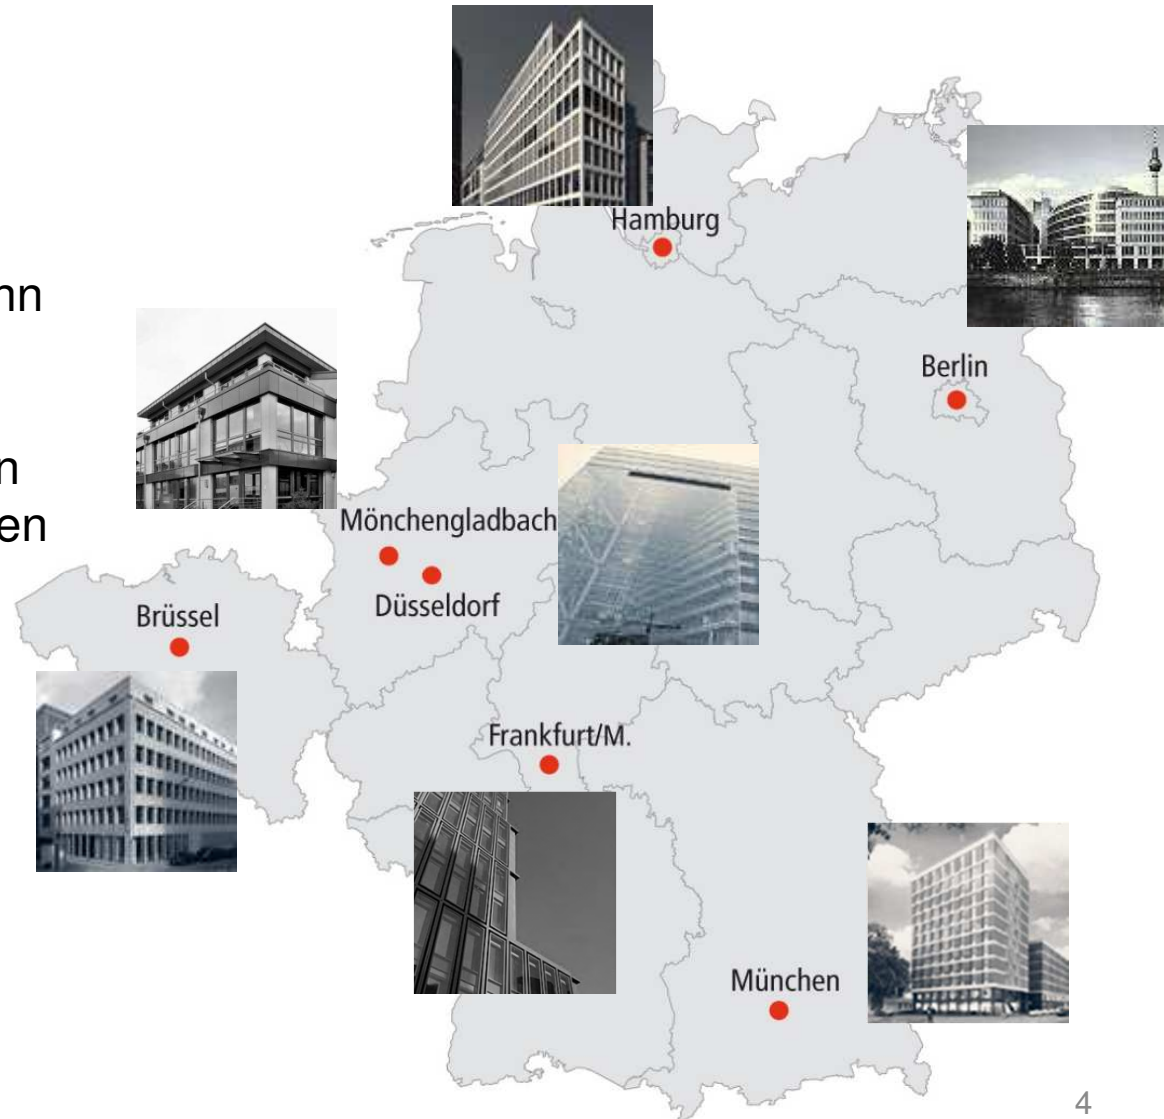 Hamburg
nn
Berlin
n
en
Mönchengladbach
Düsseldorf
Brüssel
Frankfurt/M.
München
4